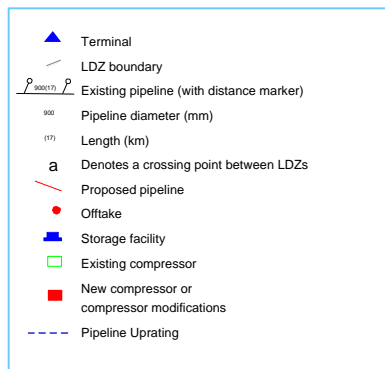 Terminal
LDZ boundary
900(17) Existing pipeline (with distance marker)
900 Pipeline diameter (mm)
(17) Length (km)
a Denotes a crossing point between LDZs
Proposed pipeline
Offtake
Storage facility
Existing compressor
New compressor or
compressor modifications
Pipeline Uprating